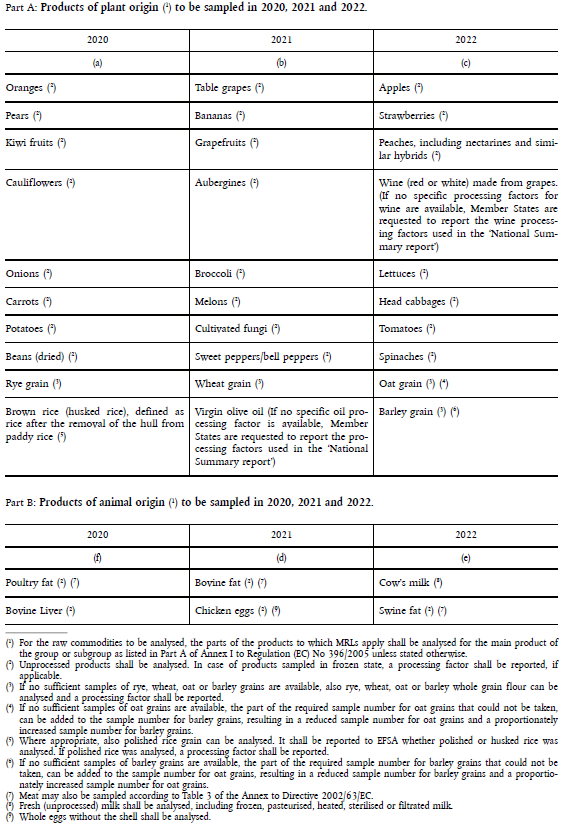 Part A: Products of plant origin (¹) to be sampled in 2020, 2021 and 2022.
2020 2021 2022
(a) (b) (c)
Oranges (²) Table grapes (²) Apples (²)
Pears (²) Bananas (²) Strawberries (²)
Kiwi fruits (²) Grapefruits (²) Peaches, including nectarines and simi-
lar hybrids (²)
Cauliflowers (²) Aubergines (²) Wine (red or white) made from grapes.
(If no specific processing factors for
wine are available, Member States are
requested to report the wine process-
ing factors used in the ‘National Sum-
mary report’)
Onions (²) Broccoli (²) Lettuces (²)
Carrots (²) Melons (²) Head cabbages (²)
Potatoes (²) Cultivated fungi (²) Tomatoes (²)
Beans (dried) (²) Sweet peppers/bell peppers (²) Spinaches (²)
Rye grain (³) Wheat grain (³) Oat grain (³) (⁴)
Brown rice (husked rice), defined as
rice after the removal of the hull from
paddy rice (⁵)
Virgin olive oil (If no specific oil pro-
cessing factor is available, Member
States are requested to report the pro-
cessing factors used in the ‘National
Summary report’)
Barley grain (³) (⁶)
Part B: Products of animal origin (¹) to be sampled in 2020, 2021 and 2022.
2020 2021 2022
(f) (d) (e)
Poultry fat (²) (⁷) Bovine fat (²) (⁷) Cow's milk (⁸)
Bovine Liver (²) Chicken eggs (²) (⁹) Swine fat (²) (⁷)
(¹) For the raw commodities to be analysed, the parts of the products to which MRLs apply shall be analysed for the main product of
the group or subgroup as listed in Part A of Annex I to Regulation (EC) No 396/2005 unless stated otherwise.
(²) Unprocessed products shall be analysed. In case of products sampled in frozen state, a processing factor shall be reported, if
applicable.
(³) If no sufficient samples of rye, wheat, oat or barley grains are available, also rye, wheat, oat or barley whole grain flour can be
analysed and a processing factor shall be reported.
(⁴) If no sufficient samples of oat grains are available, the part of the required sample number for oat grains that could not be taken,
can be added to the sample number for barley grains, resulting in a reduced sample number for oat grains and a proportionately
increased sample number for barley grains.
(⁵) Where appropriate, also polished rice grain can be analysed. It shall be reported to EFSA whether polished or husked rice was
analysed. If polished rice was analysed, a processing factor shall be reported.
(⁶) If no sufficient samples of barley grains are available, the part of the required sample number for barley grains that could not be
taken, can be added to the sample number for oat grains, resulting in a reduced sample number for barley grains and a proportio-
nately increased sample number for oat grains.
(⁷) Meat may also be sampled according to Table 3 of the Annex to Directive 2002/63/EC.
(⁸) Fresh (unprocessed) milk shall be analysed, including frozen, pasteurised, heated, sterilised or filtrated milk.
(⁹) Whole eggs without the shell shall be analysed.